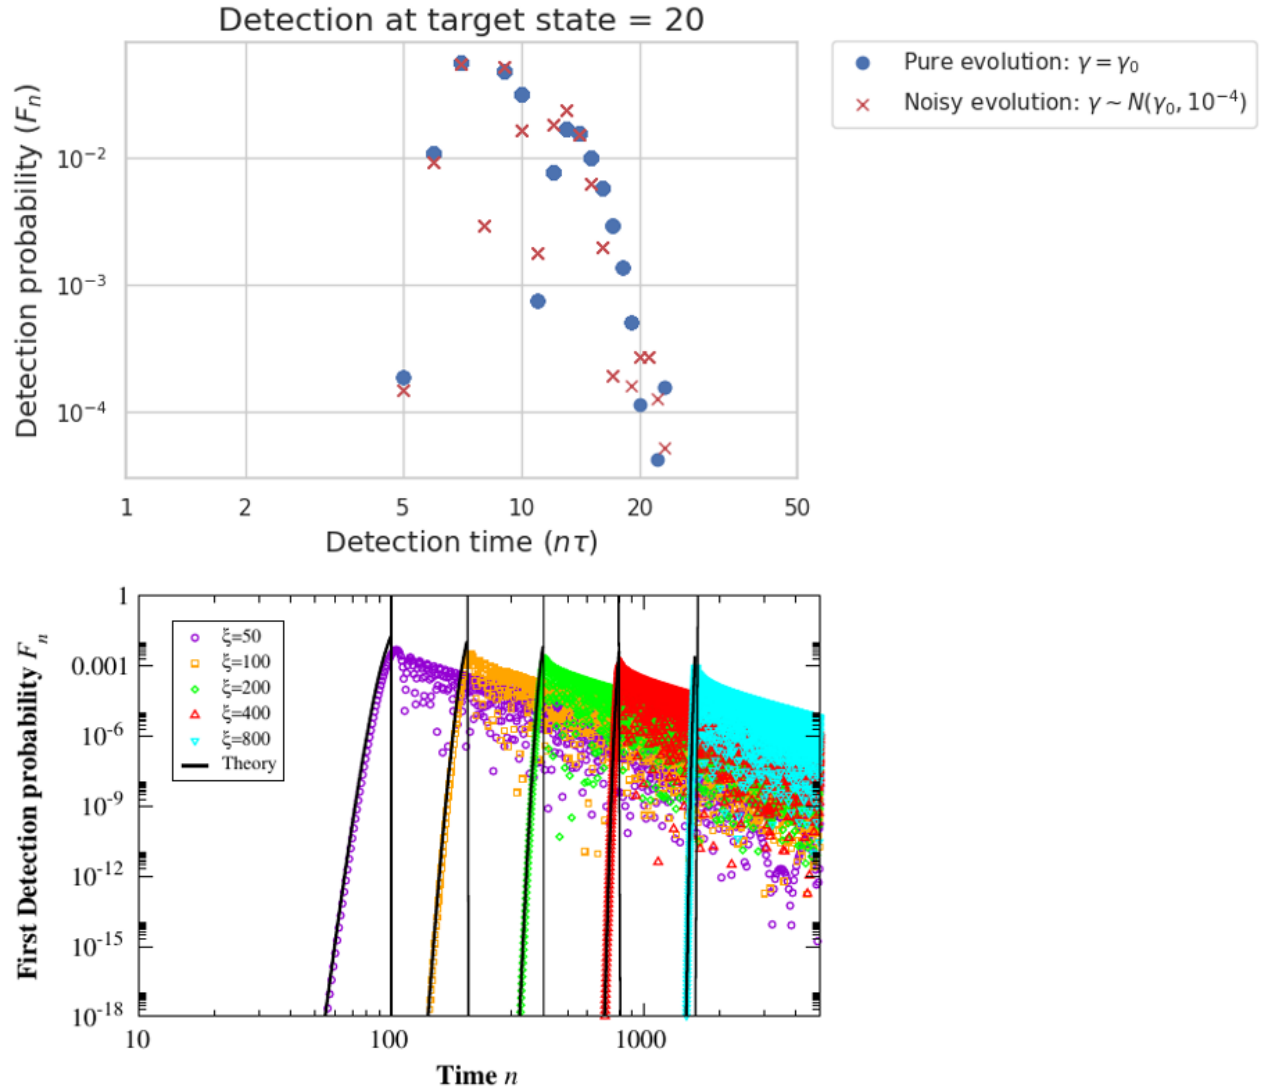 Detection at target state = 20
Pure evolution: γ = γ₀
Noisy evolution: γ ~ N(γ₀, 10⁻⁴)
Detection probability (Fₙ)
10⁻²
10⁻³
10⁻⁴
1 2 5 10 20 50
Detection time (nτ)
First Detection probability Fₙ
1
0.001
10⁻⁶
10⁻⁹
10⁻¹²
10⁻¹⁵
10⁻¹⁸
ξ=50
ξ=100
ξ=200
ξ=400
ξ=800
Theory
10 100 1000
Time n